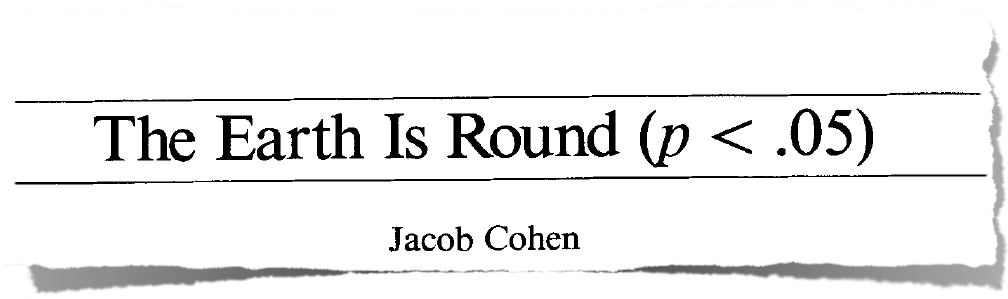 The Earth Is Round (p < .05)
Jacob Cohen